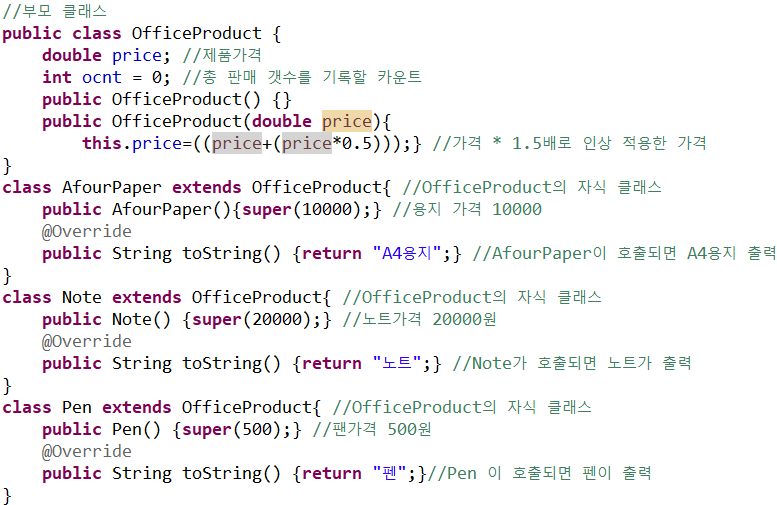 //부모 클래스
public class OfficeProduct {
    double price; //제품가격
    int ocnt = 0; //총 판매 갯수를 기록할 카운트
    public OfficeProduct() {}
    public OfficeProduct(double price){
        this.price=((price+(price*0.5)));} //가격 * 1.5배로 인상 적용한 가격
}
class AfourPaper extends OfficeProduct{ //OfficeProduct의 자식 클래스
    public AfourPaper(){super(10000);} //용지 가격 10000
    @Override
    public String toString() {return "A4용지";} //AfourPaper이 호출되면 A4용지 출력
}
class Note extends OfficeProduct{ //OfficeProduct의 자식 클래스
    public Note() {super(20000);} //노트가격 20000원
    @Override
    public String toString() {return "노트";} //Note가 호출되면 노트가 출력
}
class Pen extends OfficeProduct{ //OfficeProduct의 자식 클래스
    public Pen() {super(500);} //팬가격 500원
    @Override
    public String toString() {return "펜";}//Pen 이 호출되면 펜이 출력
}